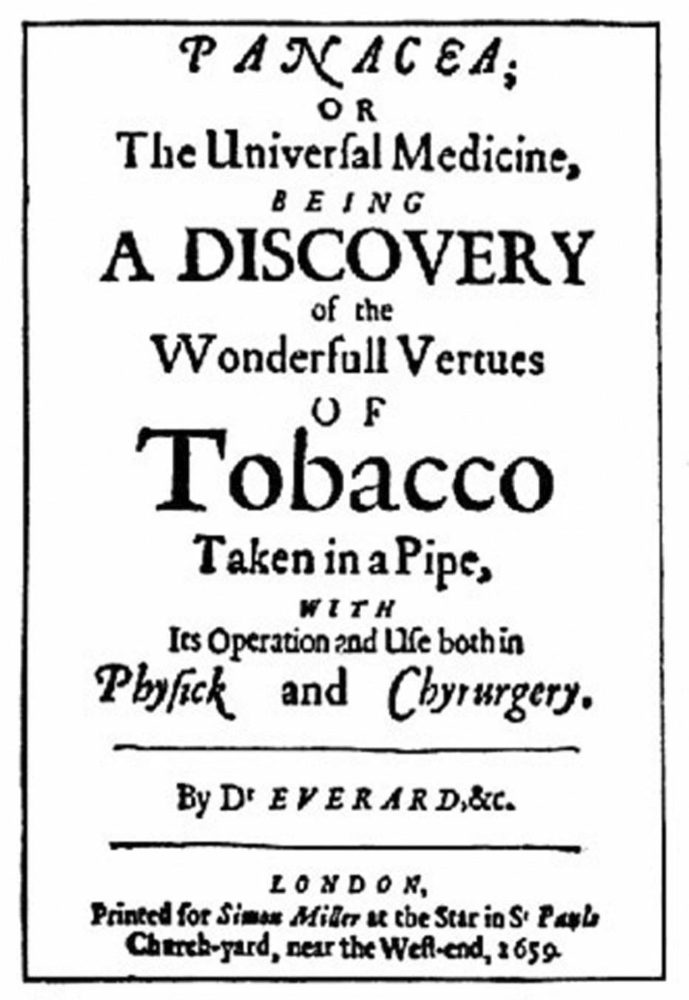 PANACEA;
OR
The Univerſal Medicine,
BEING
A DISCOVERY
of the
Wonderfull Vertues
OF
Tobacco
Taken in a Pipe,
WITH
Its Operation and Uſe both in
Phyſick and Chyrurgery.
By Dr EVERARD, &c.
LONDON,
Printed for Simon Miller at the Star in St Pauls
Church-yard, near the Weſt-end, 1659.